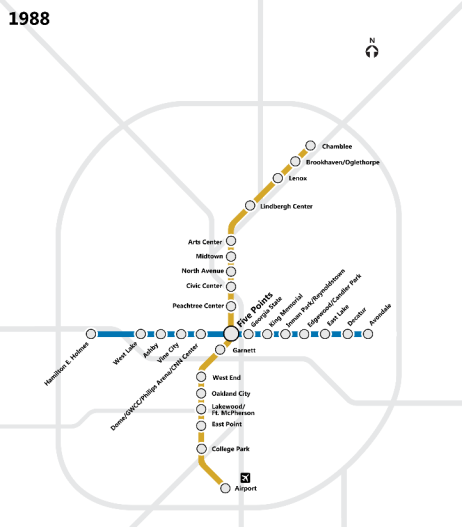 1988
N
Chamblee
Brookhaven/Oglethorpe
Lenox
Lindbergh Center
Arts Center
Midtown
North Avenue
Civic Center
Peachtree Center
Five Points
Georgia State
King Memorial
Inman Park/Reynoldstown
Edgewood/Candler Park
East Lake
Decatur
Avondale
Hamilton E. Holmes
West Lake
Ashby
Vine City
Dome/GWCC/Philips Arena/CNN Center
Garnett
West End
Oakland City
Lakewood/
Ft. McPherson
East Point
College Park
Airport